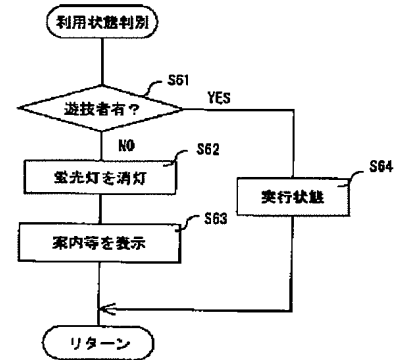 利用状態判別
S61
遊技者有?
YES
NO
S62
蛍光灯を消灯
S64
実行状態
S63
案内等を表示
リターン